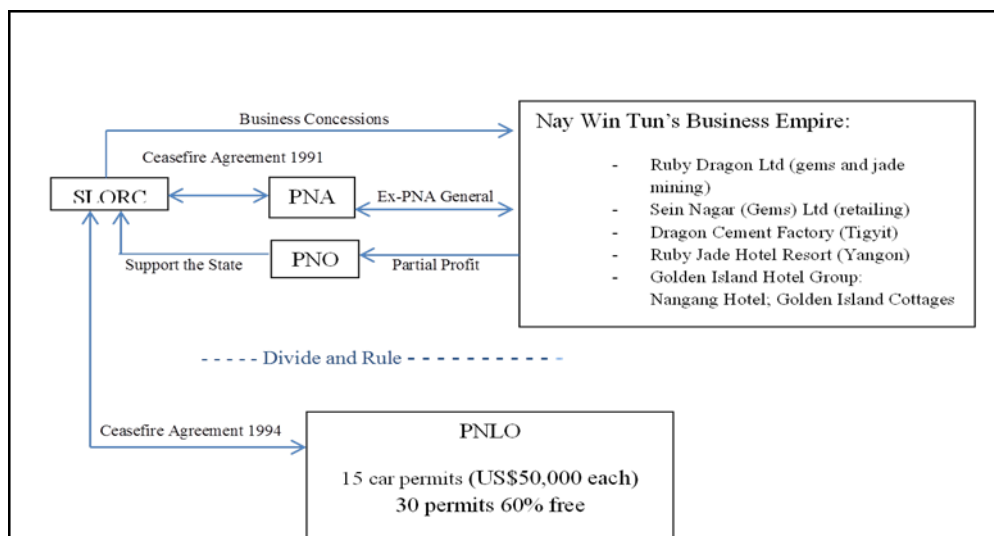 Business Concessions
Nay Win Tun's Business Empire:
Ceasefire Agreement 1991
- Ruby Dragon Ltd (gems and jade
mining)
- Sein Nagar (Gems) Ltd (retailing)
- Dragon Cement Factory (Tigyit)
- Ruby Jade Hotel Resort (Yangon)
- Golden Island Hotel Group:
Nangang Hotel; Golden Island Cottages
SLORC
PNA
Ex-PNA General
PNO
Support the State
Partial Profit
- - - - - Divide and Rule - - - - - - - - - - -
Ceasefire Agreement 1994
PNLO
15 car permits (US$50,000 each)
30 permits 60% free